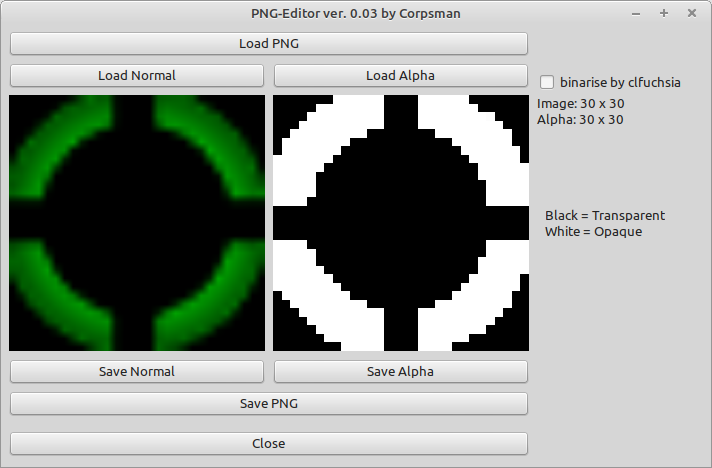 PNG-Editor ver. 0.03 by Corpsman
Load PNG
Load Normal
Load Alpha
binarise by clfuchsia
Image: 30 x 30
Alpha: 30 x 30
Black = Transparent
White = Opaque
Save Normal
Save Alpha
Save PNG
Close